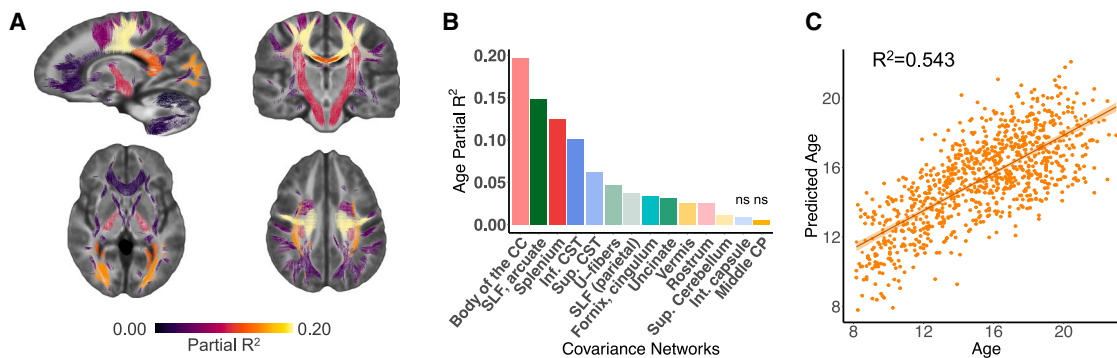 A
0.00
0.20
Partial R²
B
Age Partial R²
0.20
0.15
0.10
0.05
0.00
ns ns
Body of the CC
SLF, arcuate
Splenium
Inf. CST
Sup. CST
U-fibers
SLF (parietal)
Fornix, cingulum
Uncinate
Vermis
Rostrum
Sup. Cerebellum
Int. capsule
Middle CP
Covariance Networks
C
R²=0.543
Predicted Age
20
16
12
8
8
12
16
20
Age